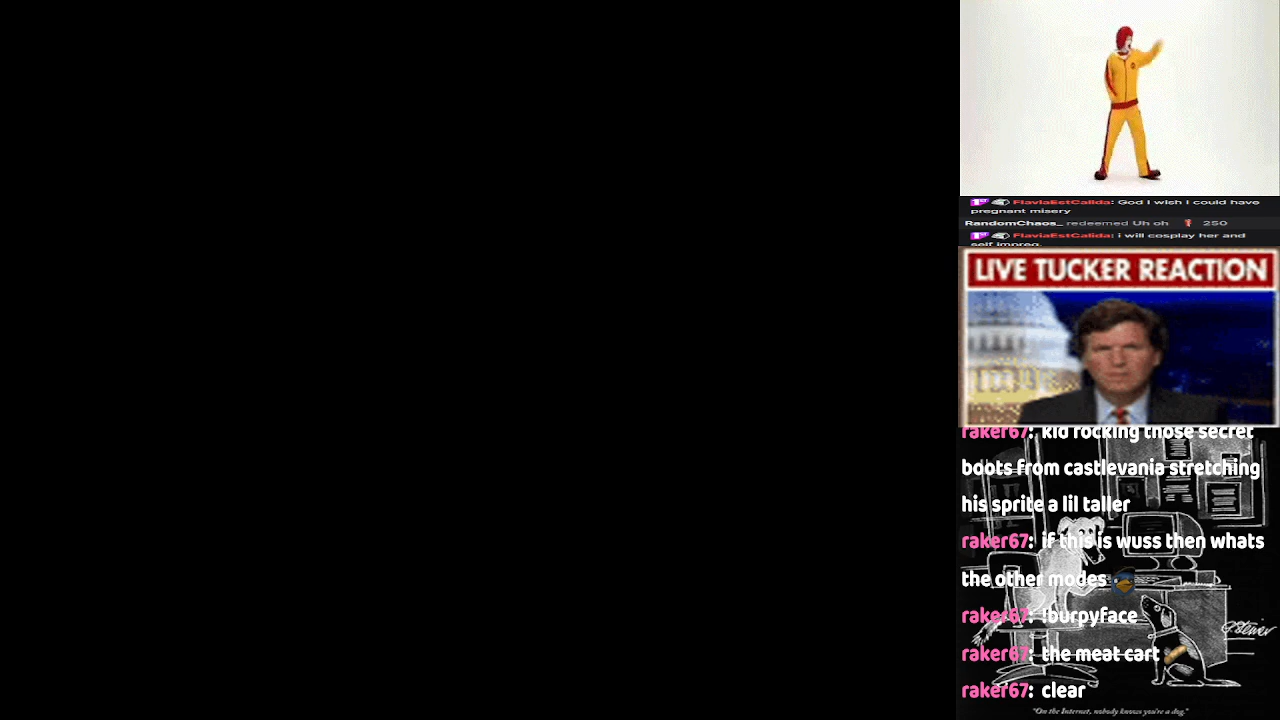 FlaviaEstCalida: God I wish I could have
pregnant misery
RandomChaos_ redeemed Uh oh 250
FlaviaEstCalida: i will cosplay her and
self impreg.
LIVE TUCKER REACTION
raker67: kid rocking those secret
boots from castlevania stretching
his sprite a lil taller
raker67: if this is wuss then whats
the other modes
raker67: !burpyface
raker67: the meat cart
raker67: clear
"On the Internet, nobody knows you're a dog."